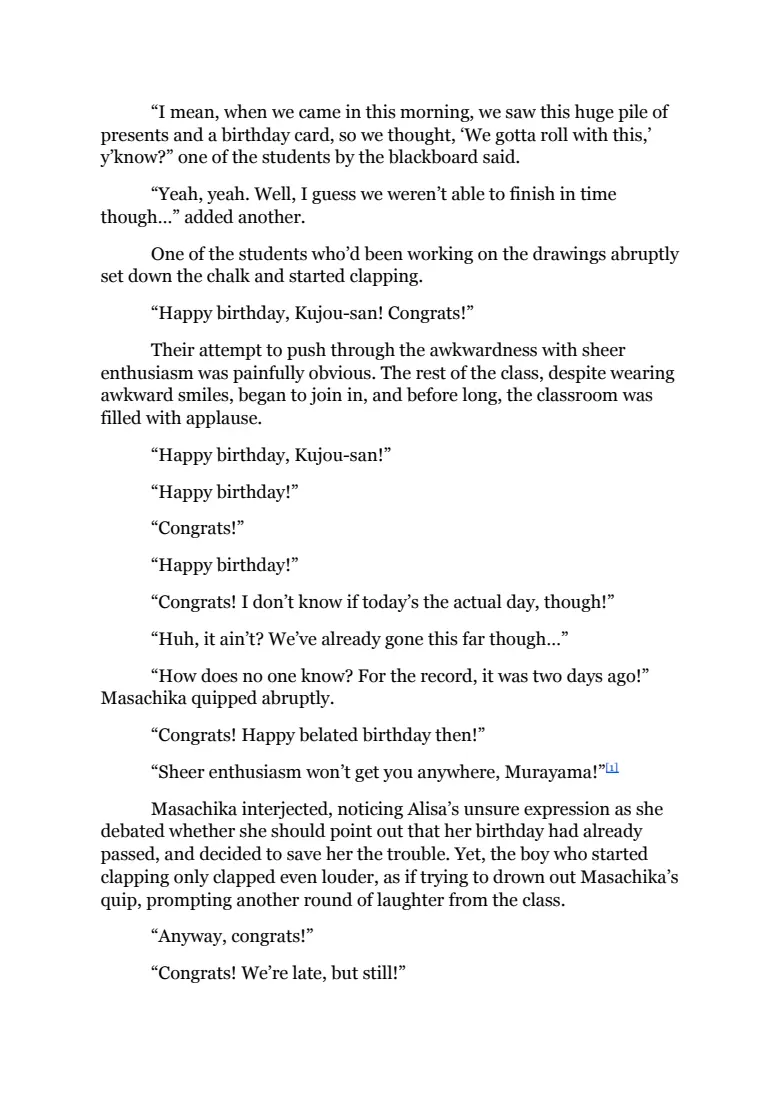 “I mean, when we came in this morning, we saw this huge pile of
presents and a birthday card, so we thought, ‘We gotta roll with this,’
y’know?” one of the students by the blackboard said.
“Yeah, yeah. Well, I guess we weren’t able to finish in time
though…” added another.
One of the students who’d been working on the drawings abruptly
set down the chalk and started clapping.
“Happy birthday, Kujou-san! Congrats!”
Their attempt to push through the awkwardness with sheer
enthusiasm was painfully obvious. The rest of the class, despite wearing
awkward smiles, began to join in, and before long, the classroom was
filled with applause.
“Happy birthday, Kujou-san!”
“Happy birthday!”
“Congrats!”
“Happy birthday!”
“Congrats! I don’t know if today’s the actual day, though!”
“Huh, it ain’t? We’ve already gone this far though…”
“How does no one know? For the record, it was two days ago!”
Masachika quipped abruptly.
“Congrats! Happy belated birthday then!”
“Sheer enthusiasm won’t get you anywhere, Murayama!”[1]
Masachika interjected, noticing Alisa’s unsure expression as she
debated whether she should point out that her birthday had already
passed, and decided to save her the trouble. Yet, the boy who started
clapping only clapped even louder, as if trying to drown out Masachika’s
quip, prompting another round of laughter from the class.
“Anyway, congrats!”
“Congrats! We’re late, but still!”